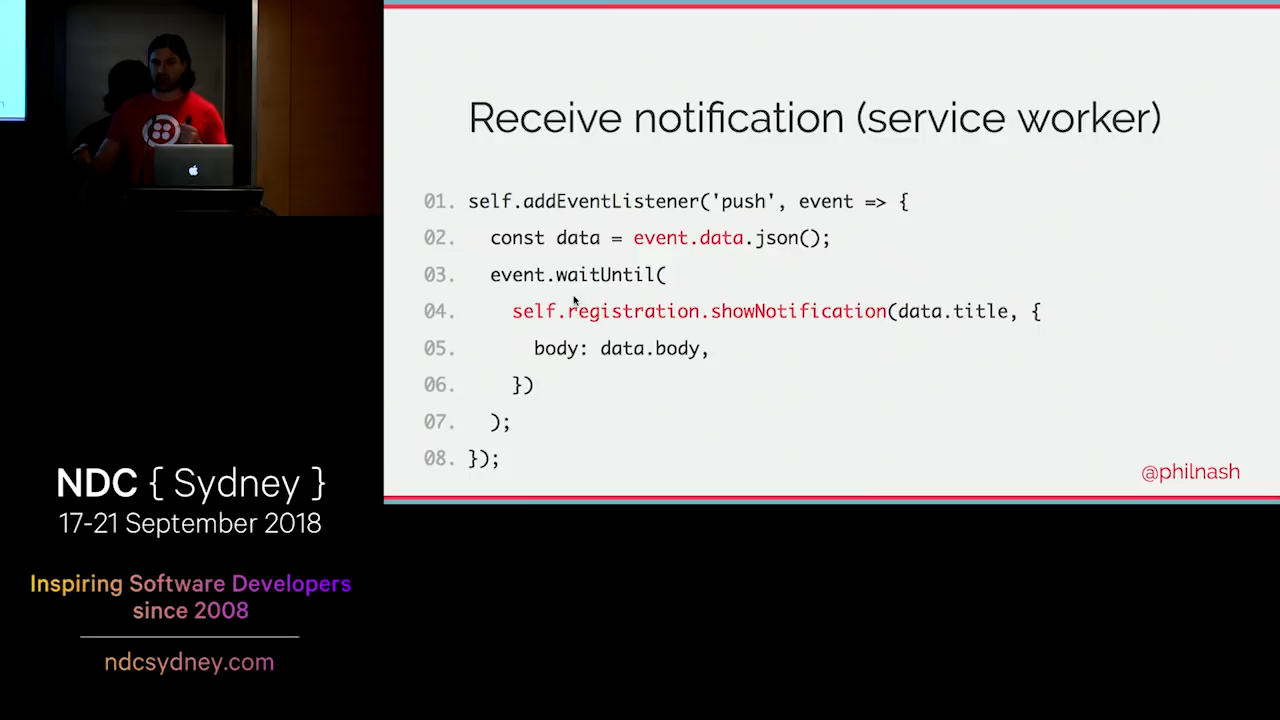 Receive notification (service worker)
01. self.addEventListener('push', event => {
02. const data = event.data.json();
03. event.waitUntil(
04. self.registration.showNotification(data.title, {
05. body: data.body,
06. })
07. );
08. });
@philnash
NDC { Sydney }
17-21 September 2018
Inspiring Software Developers
since 2008
ndcsydney.com